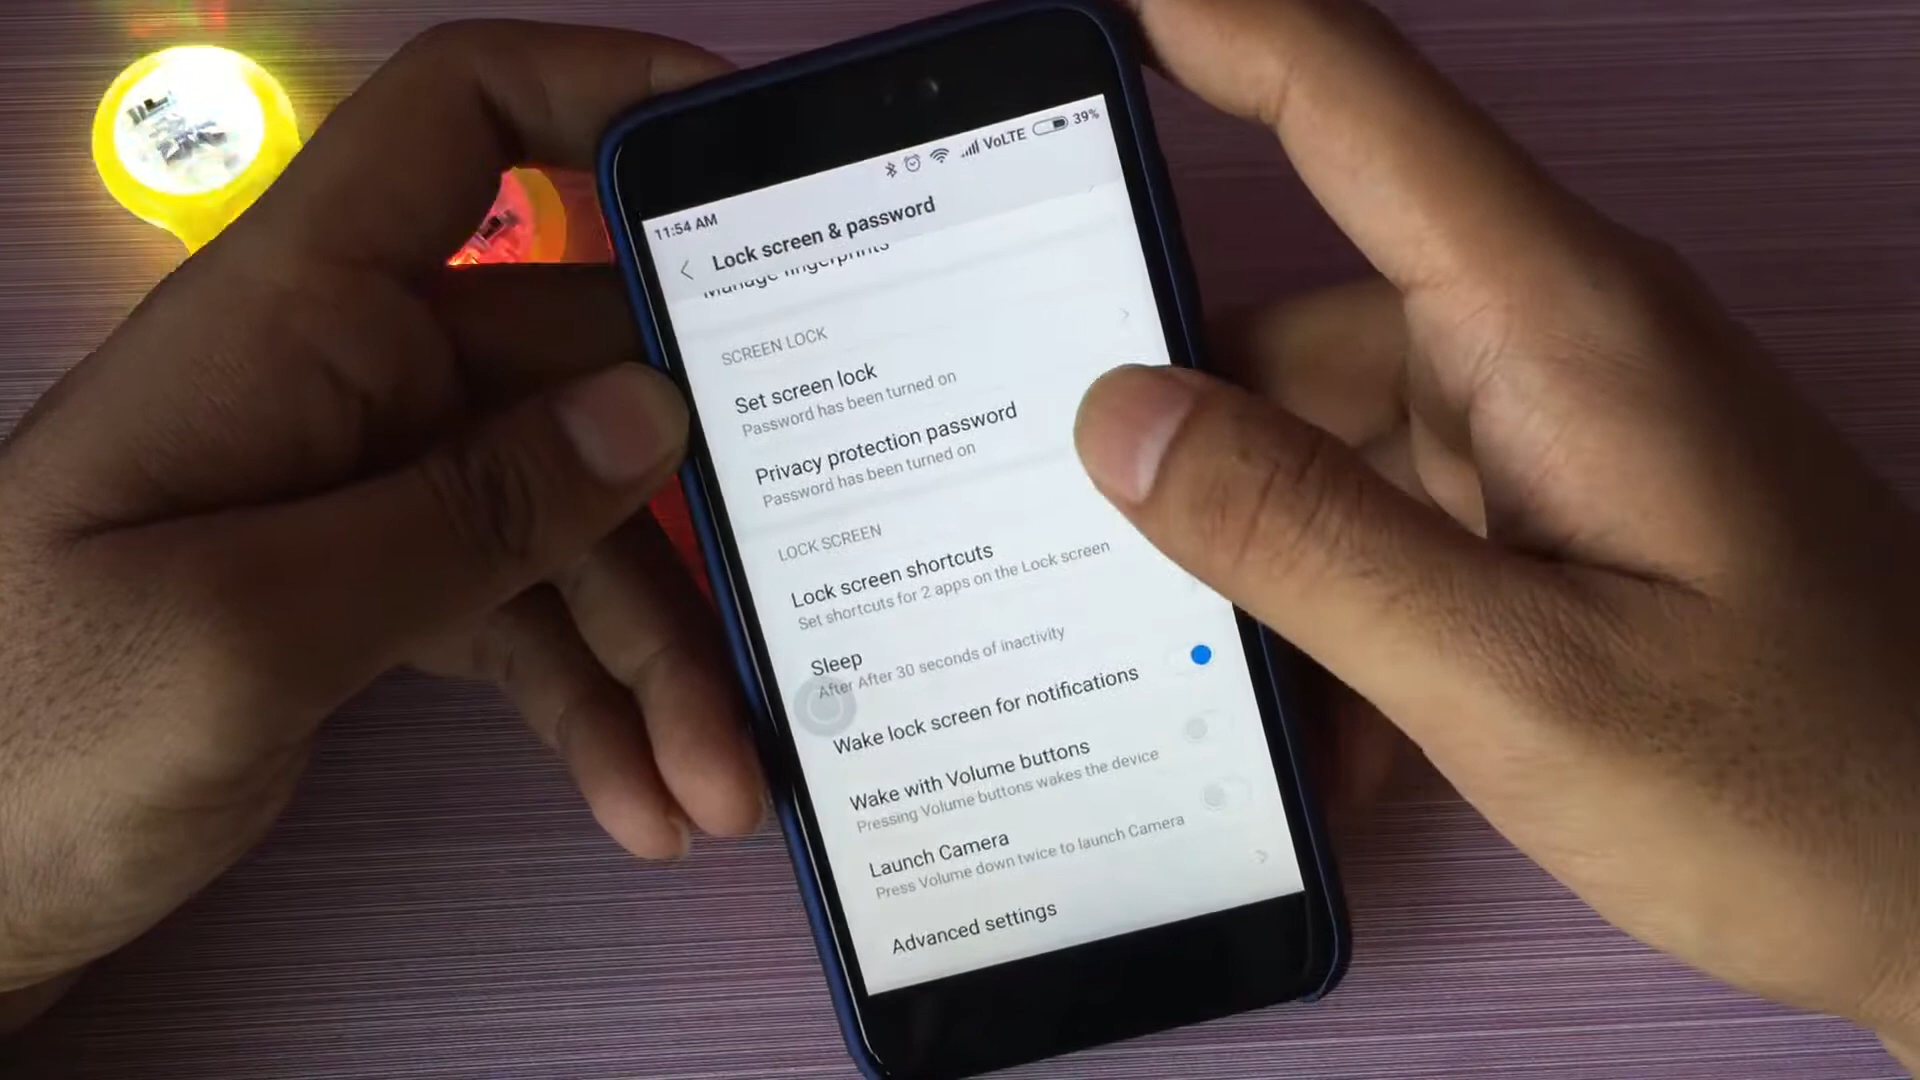 VoLTE 39%
11:54 AM
Lock screen & password
Manage fingerprints
SCREEN LOCK
Set screen lock
Password has been turned on
Privacy protection password
Password has been turned on
LOCK SCREEN
Lock screen shortcuts
Set shortcuts for 2 apps on the Lock screen
Sleep
After After 30 seconds of inactivity
Wake lock screen for notifications
Wake with Volume buttons
Pressing Volume buttons wakes the device
Launch Camera
Press Volume down twice to launch Camera
Advanced settings